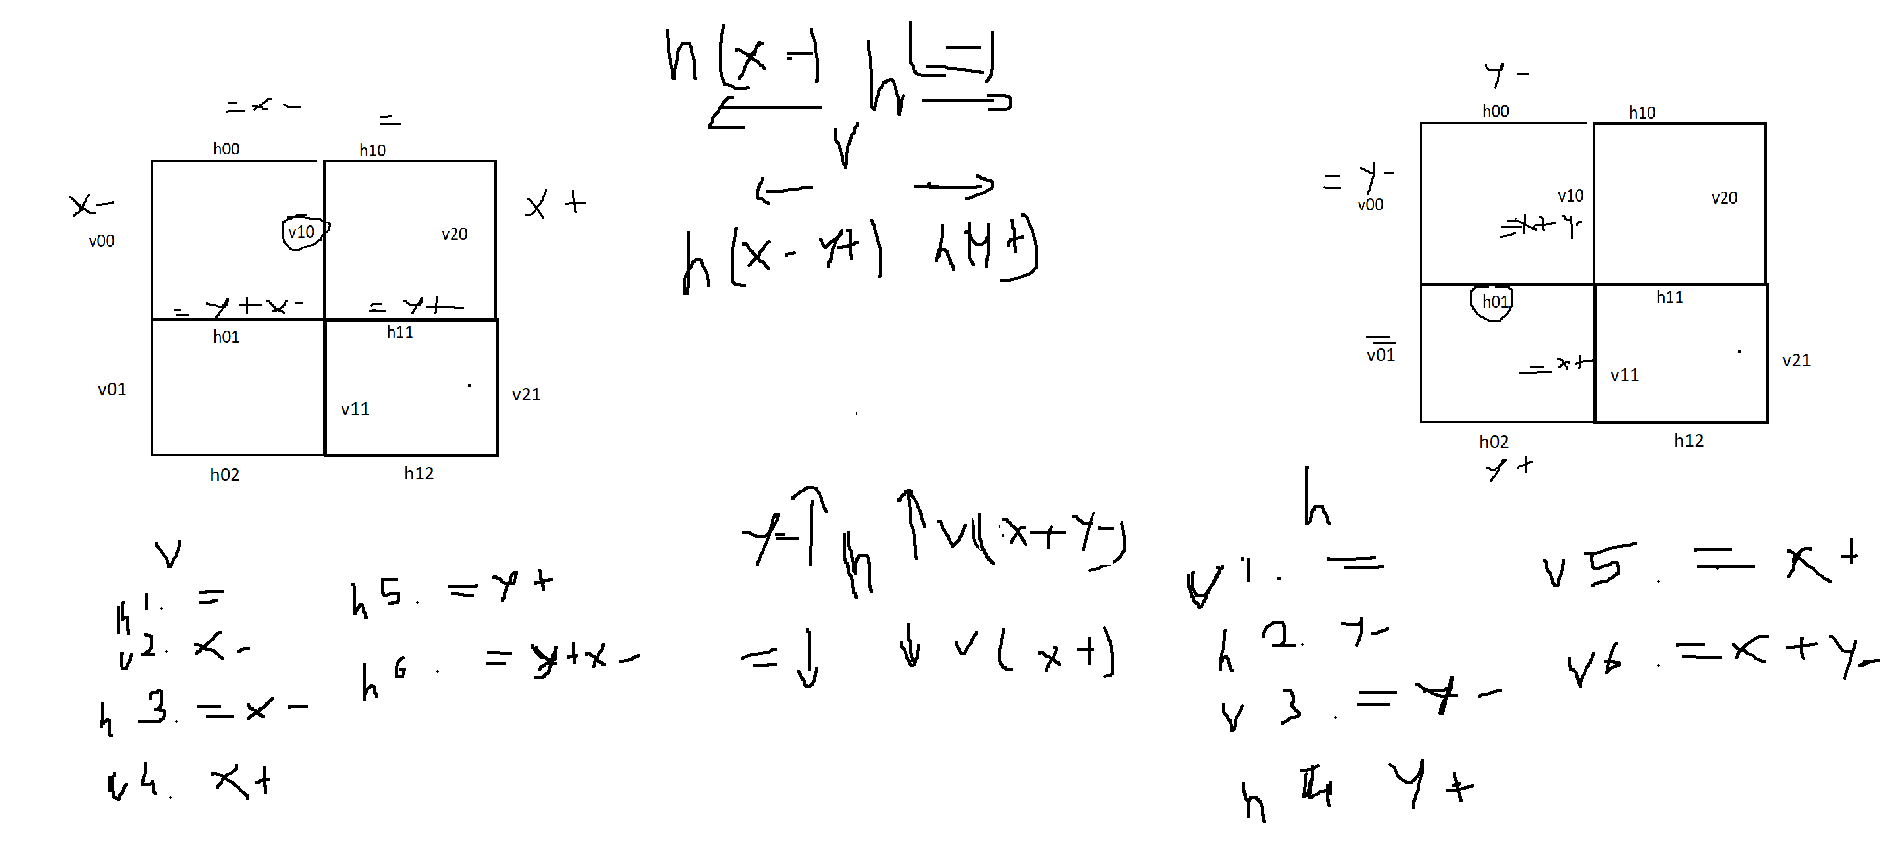 = x -
=
h00
h10
x -
x +
v00
v10
v20
= y + x -
= y +
h01
h11
v01
v11
v21
h02
h12
h (x -)
h (=)
v
h (x - y +)
h (y +)
y -
h00
h10
= y -
v00
v10
v20
= x + y -
h01
h11
=
v01
= x +
v11
v21
h02
h12
y +
v
h 1. =
v 2. x -
h 3. = x -
v 4. x +
h 5. = y +
h 6. = y + x -
y -
h
v (x + y -)
=
v (x +)
h
v 1. =
h 2. y -
v 3. = y -
h 4 y +
v 5. = x +
v 6. = x + y -